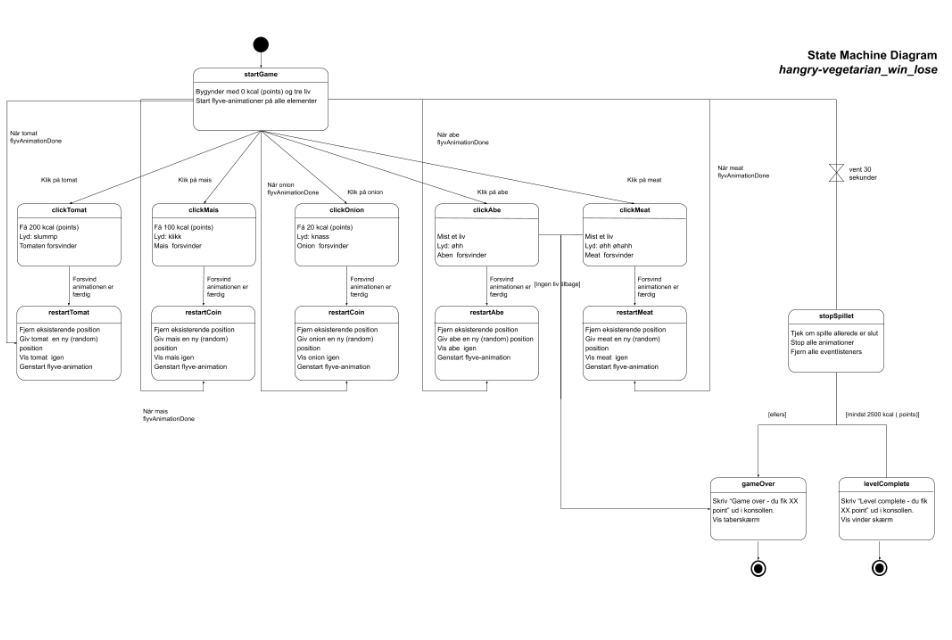 State Machine Diagram
hangry-vegetarian_win_lose
startGame
Bygynder med 0 kcal (points) og tre liv
Start flyve-animationer på alle elementer
Når tomat
flyvAnimationDone
Når abe
flyvAnimationDone
Når meat
flyvAnimationDone
vent 30
sekunder
Klik på tomat
Klik på mais
Når onion
flyvAnimationDone
Klik på onion
Klik på abe
Klik på meat
clickTomat
Få 200 kcal (points)
Lyd: slummp
Tomaten forsvinder
clickMais
Få 100 kcal (points)
Lyd: klikk
Mais forsvinder
clickOnion
Få 20 kcal (points)
Lyd: knass
Onion forsvinder
clickAbe
Mist et liv
Lyd: øhh
Aben forsvinder
clickMeat
Mist et liv
Lyd: øhh øhahh
Meat forsvinder
Forsvind
animationen er
færdig
Forsvind
animationen er
færdig
Forsvind
animationen er
færdig
Forsvind
animationen er
færdig
[ingen liv tilbage]
Forsvind
animationen er
færdig
restartTomat
Fjern eksisterende position
Giv tomat en ny (random)
position
Vis tomat igen
Genstart flyve-animation
restartCoin
Fjern eksisterende position
Giv mais en ny (random)
position
Vis mais igen
Genstart flyve-animation
restartCoin
Fjern eksisterende position
Giv onion en ny (random)
position
Vis onion igen
Genstart flyve-animation
restartAbe
Fjern eksisterende position
Giv abe en ny (random) position
Vis abe igen
Genstart flyve-animation
restartMeat
Fjern eksisterende position
Giv meat en ny (random)
position
Vis meat igen
Genstart flyve-animation
stopSpillet
Tjek om spille allerede er slut
Stop alle animationer
Fjern alle eventlisteners
Når mais
flyvAnimationDone
[ellers]
[mindst 2500 kcal ( points)]
gameOver
Skriv "Game over - du fik XX
point" ud i konsollen.
Vis taberskærm
levelComplete
Skriv "Level complete - du fik
XX point" ud i konsollen.
Vis vinder skærm